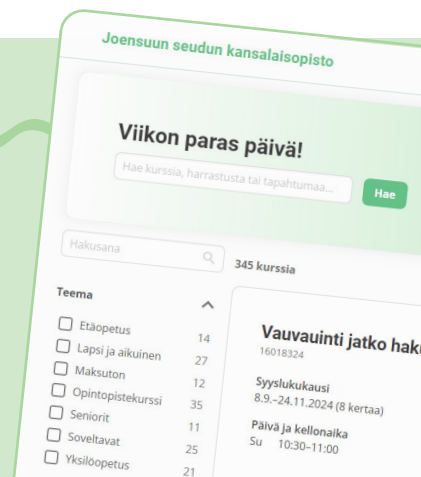 Joensuun seudun kansalaisopisto
Viikon paras päivä!
Hae kurssia, harrastusta tai tapahtumaa...
Hae
Hakusana
345 kurssia
Teema
Etäopetus 14
Lapsi ja aikuinen 27
Maksuton 12
Opintopistekurssi 35
Seniorit 11
Soveltavat 25
Yksilöopetus 21
Vauvauinti jatko
16018324
Syyslukukausi
8.9.–24.11.2024 (8 kertaa)
Päivä ja kellonaika
Su 10:30–11:00